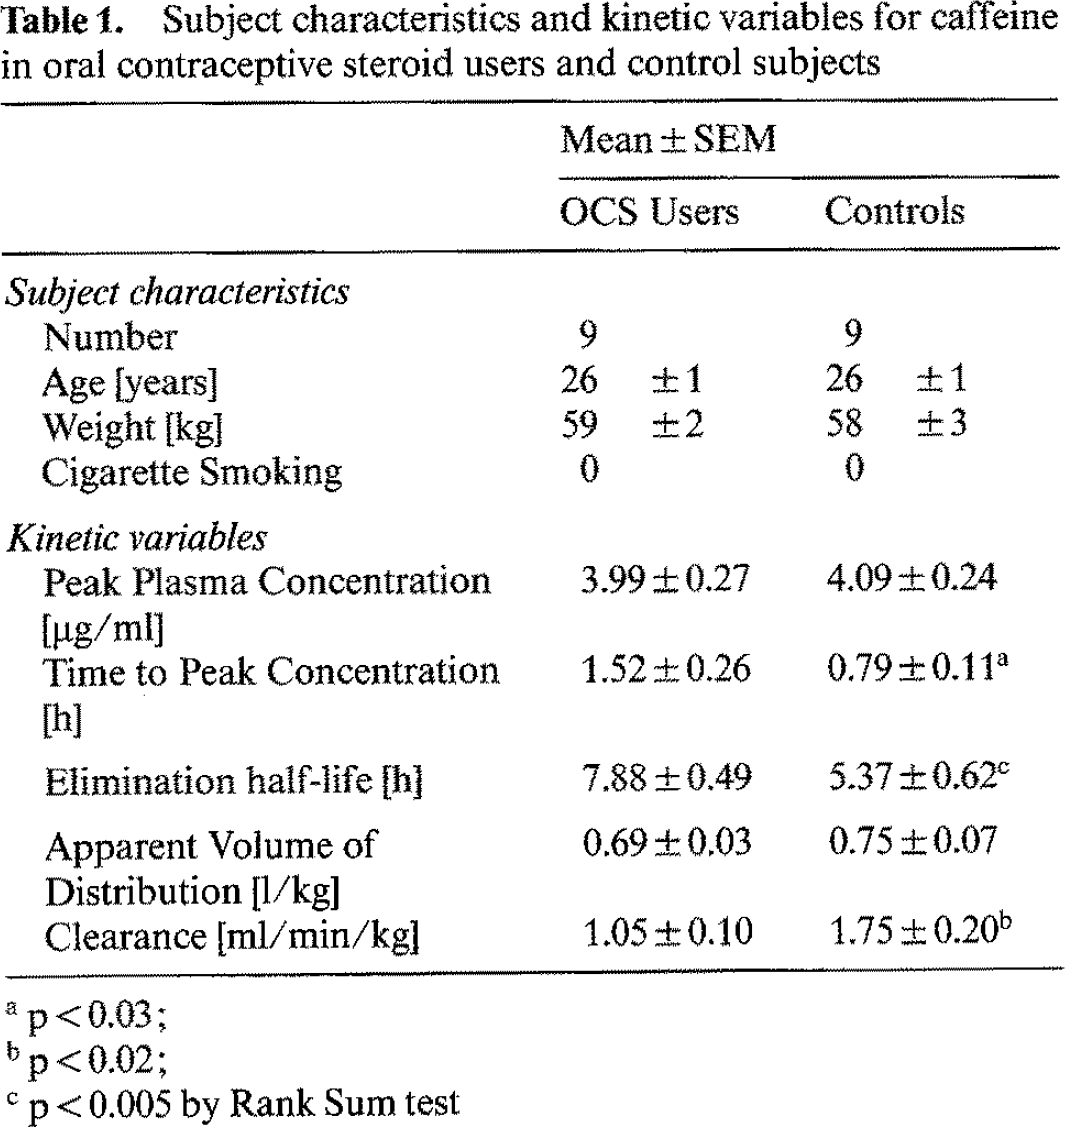 Table 1. Subject characteristics and kinetic variables for caffeine
in oral contraceptive steroid users and control subjects
Mean ± SEM
OCS Users Controls
Subject characteristics
Number 9 9
Age [years] 26 ±1 26 ±1
Weight [kg] 59 ±2 58 ±3
Cigarette Smoking 0 0
Kinetic variables
Peak Plasma Concentration 3.99±0.27 4.09±0.24
[μg/ml]
Time to Peak Concentration 1.52±0.26 0.79±0.11ᵃ
[h]
Elimination half-life [h] 7.88±0.49 5.37±0.62ᶜ
Apparent Volume of 0.69±0.03 0.75±0.07
Distribution [l/kg]
Clearance [ml/min/kg] 1.05±0.10 1.75±0.20ᵇ
ᵃ p<0.03;
ᵇ p<0.02;
ᶜ p<0.005 by Rank Sum test